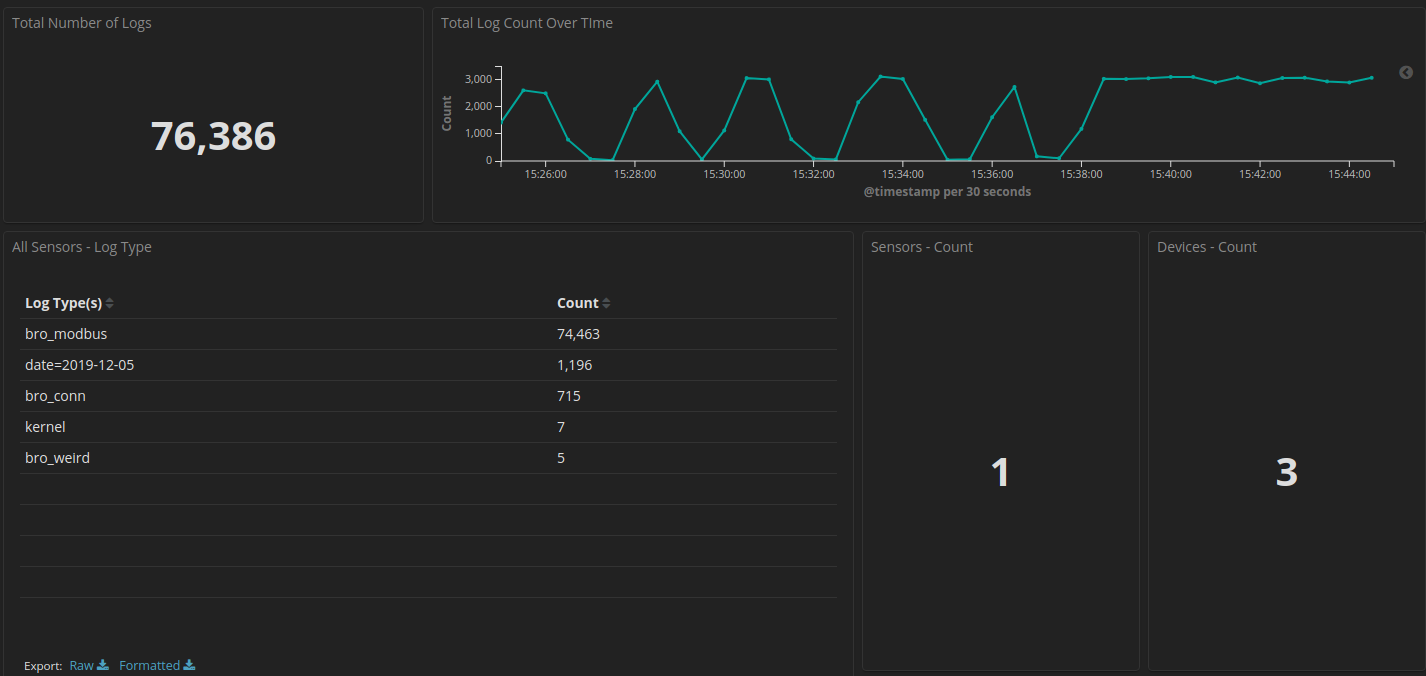 Total Number of Logs
76,386
Total Log Count Over TIme
3,000
2,000
1,000
0
Count
15:26:00 15:28:00 15:30:00 15:32:00 15:34:00 15:36:00 15:38:00 15:40:00 15:42:00 15:44:00
@timestamp per 30 seconds
All Sensors - Log Type
Log Type(s) Count
bro_modbus 74,463
date=2019-12-05 1,196
bro_conn 715
kernel 7
bro_weird 5
Export: Raw Formatted
Sensors - Count
1
Devices - Count
3